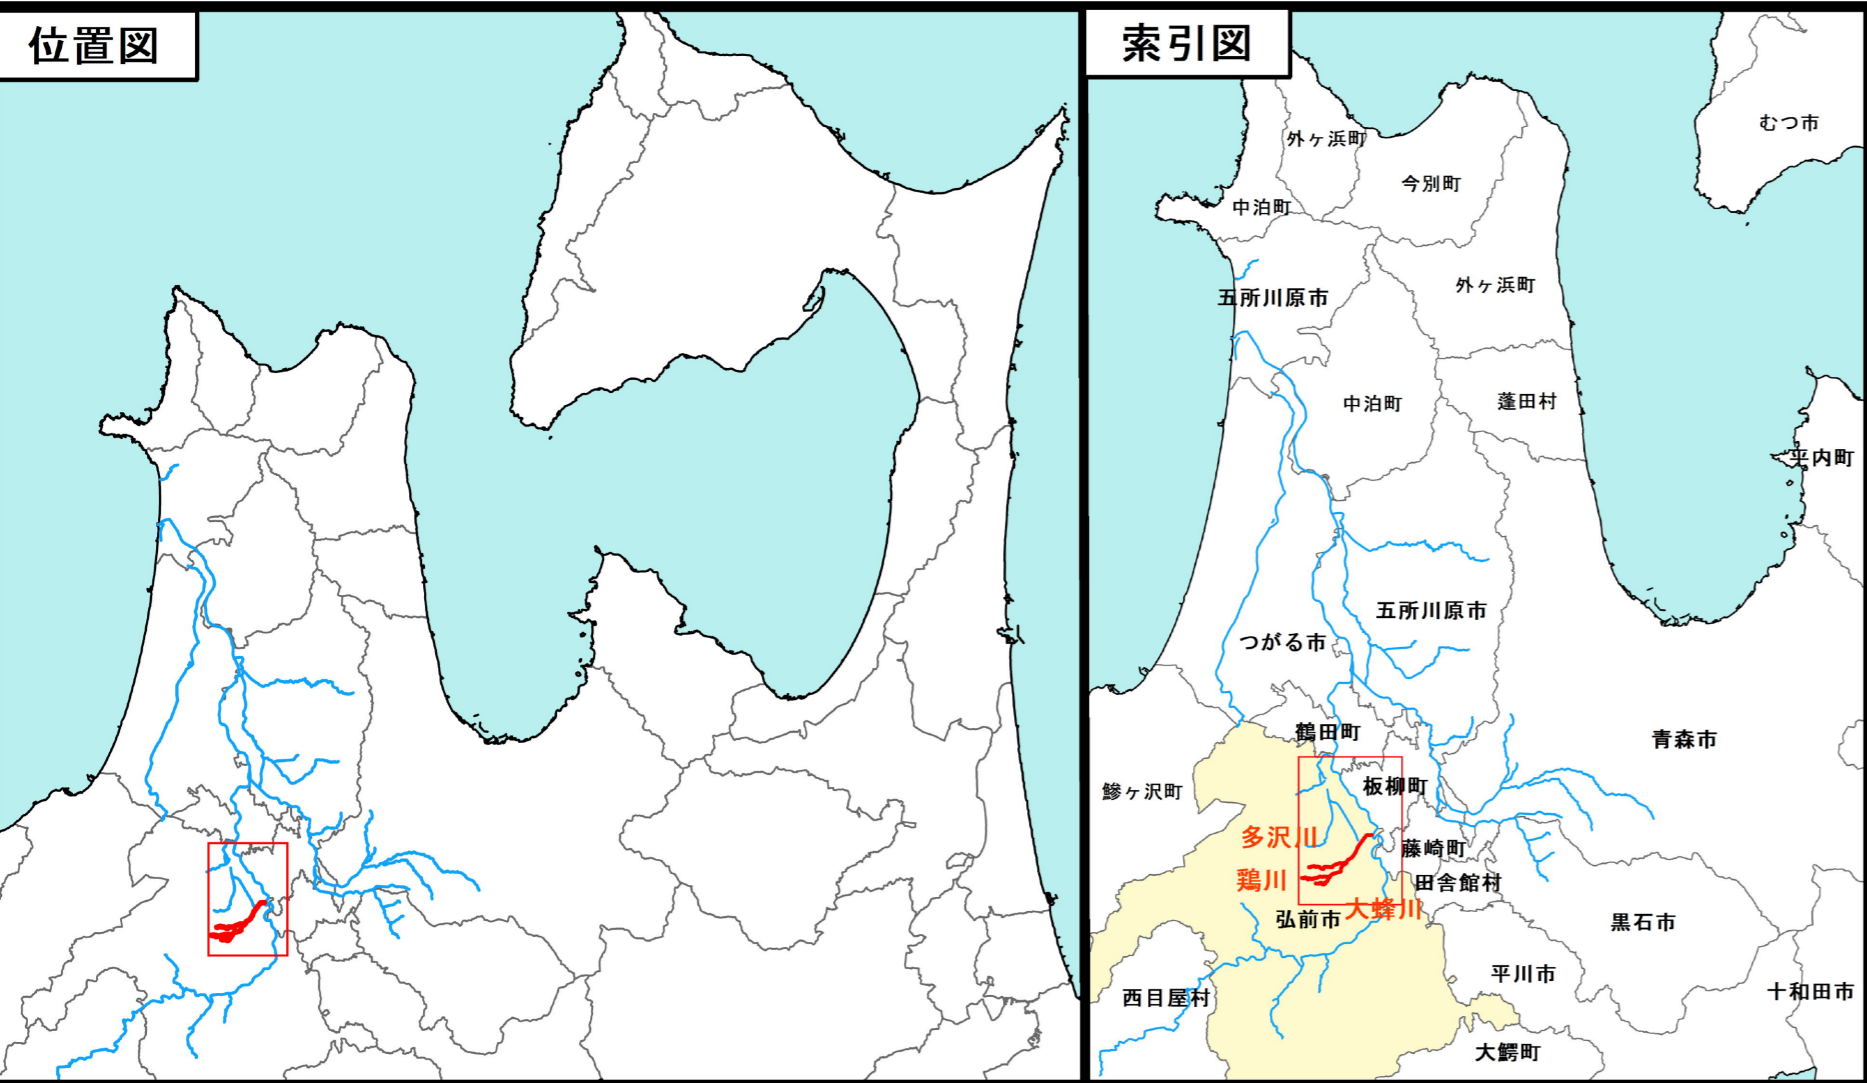 位置図
索引図
むつ市
外ヶ浜町
今別町
中泊町
外ヶ浜町
五所川原市
中泊町
蓬田村
平内町
五所川原市
つがる市
鶴田町
青森市
鰺ヶ沢町
板柳町
多沢川
藤崎町
鶏川
田舎館村
大蜂川
弘前市
黒石市
平川市
西目屋村
十和田市
大鰐町